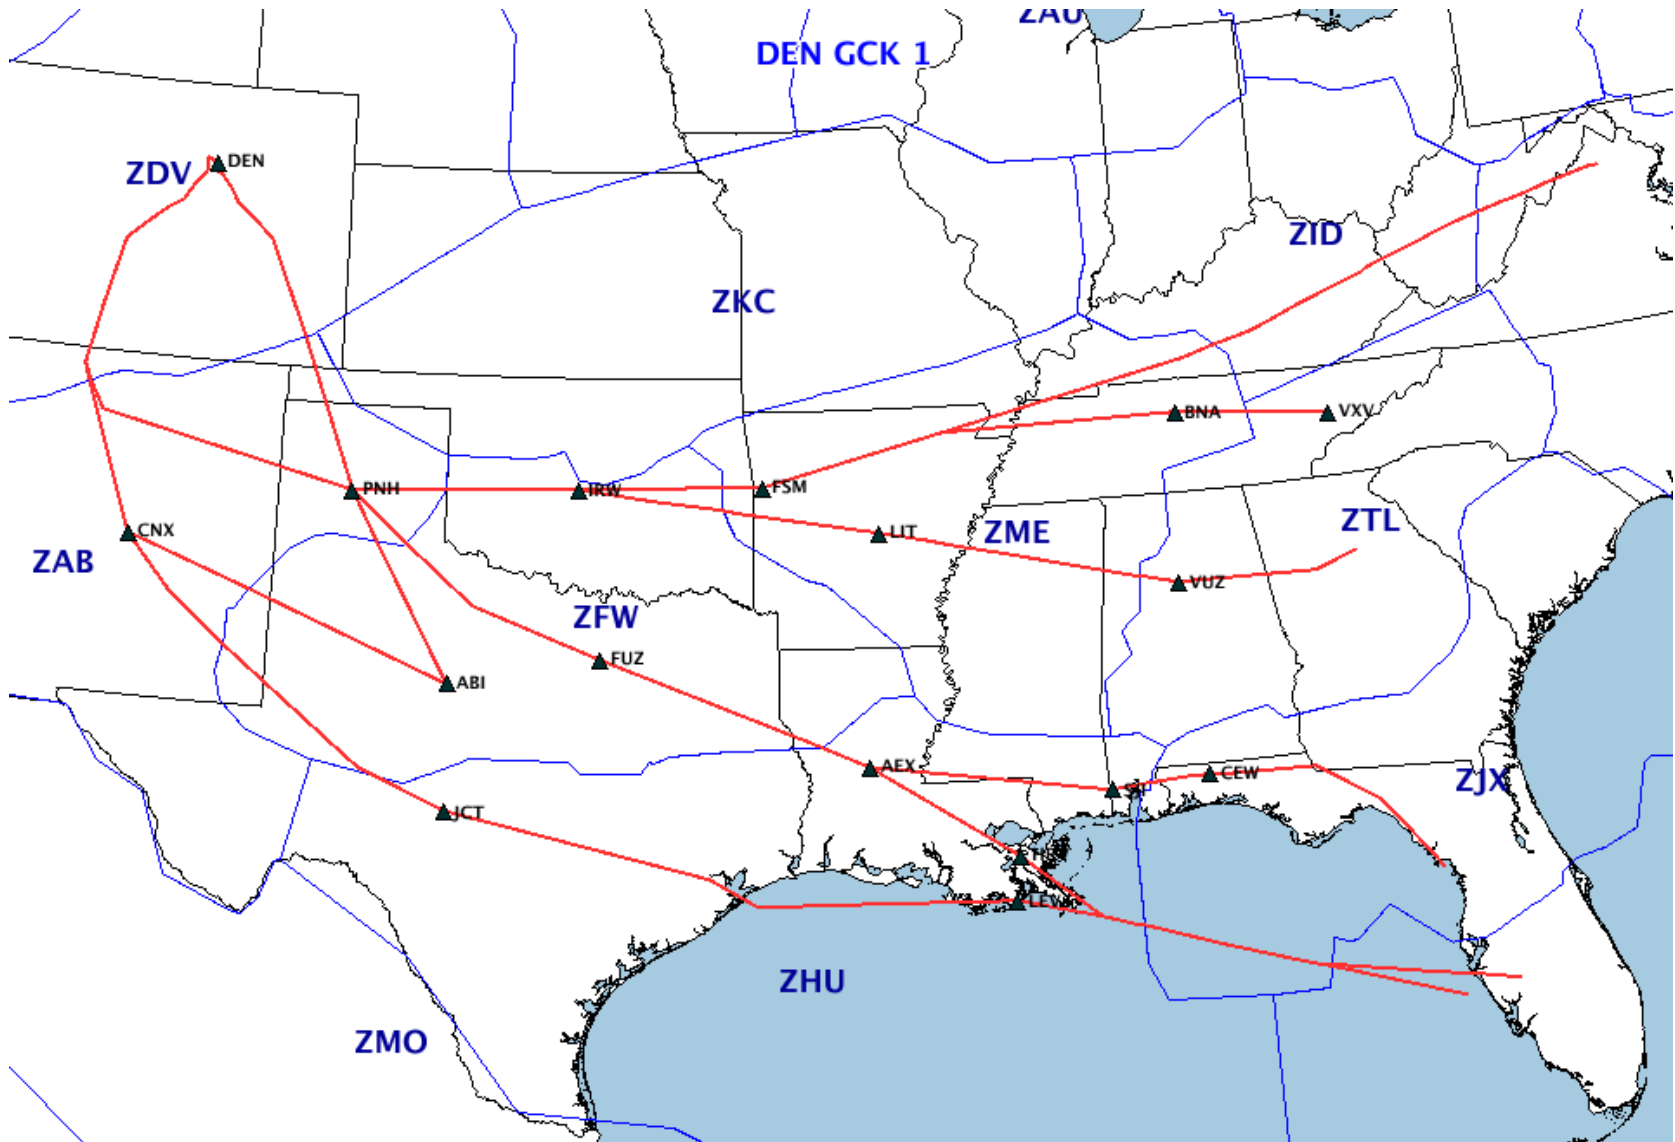 ZAU
DEN GCK 1
DEN
ZDV
ZID
ZKC
BNA
VXV
PNH
IRW
FSM
CNX
LIT
ZME
ZTL
ZAB
VUZ
ZFW
FUZ
ABI
AEX
CEW
ZJX
JCT
LEV
ZHU
ZMO